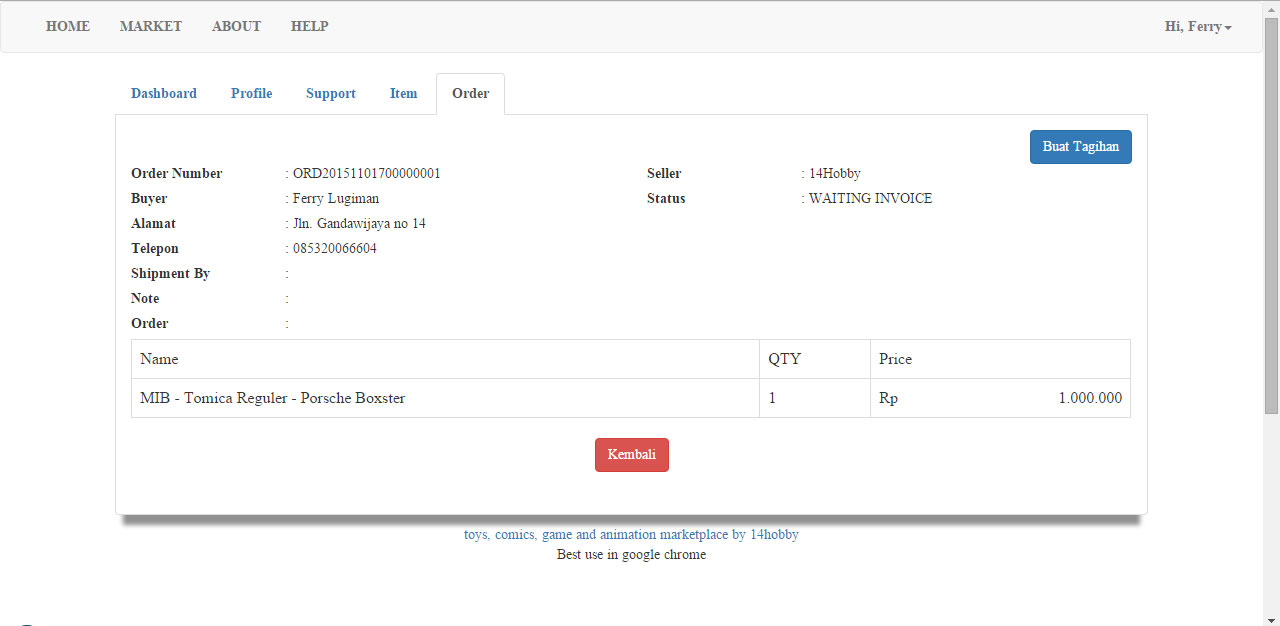 HOME MARKET ABOUT HELP Hi, Ferry
Dashboard Profile Support Item Order
Buat Tagihan
Order Number : ORD20151101700000001 Seller : 14Hobby
Buyer : Ferry Lugiman Status : WAITING INVOICE
Alamat : Jln. Gandawijaya no 14
Telepon : 085320066604
Shipment By :
Note :
Order :
Name QTY Price
MIB - Tomica Reguler - Porsche Boxster 1 Rp 1.000.000
Kembali
toys, comics, game and animation marketplace by 14hobby
Best use in google chrome